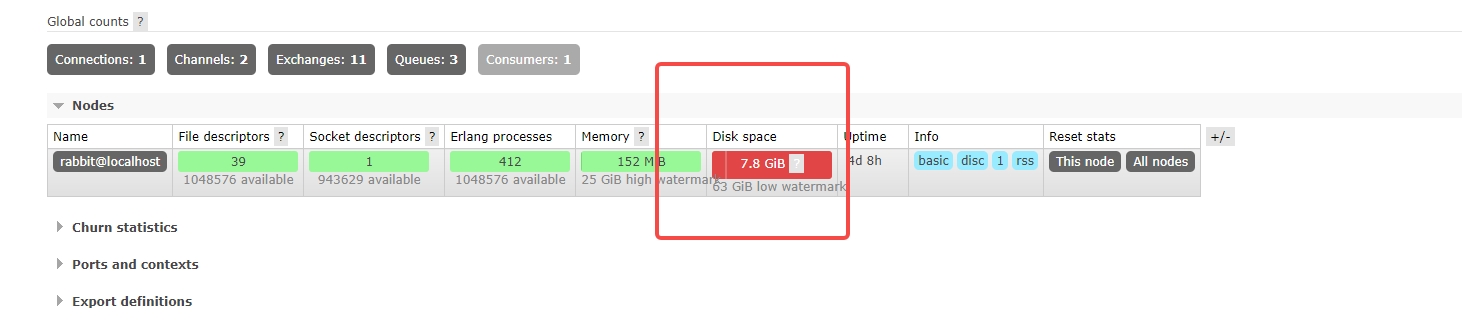 Global counts ?
Connections: 1 Channels: 2 Exchanges: 11 Queues: 3 Consumers: 1
Nodes
Name File descriptors ? Socket descriptors ? Erlang processes Memory ? Disk space Uptime Info Reset stats +/-
rabbit@localhost 39 1 412 152 MiB 7.8 GiB ? 4d 8h basic disc 1 rss This node All nodes
1048576 available 943629 available 1048576 available 25 GiB high watermark 63 GiB low watermark
Churn statistics
Ports and contexts
Export definitions